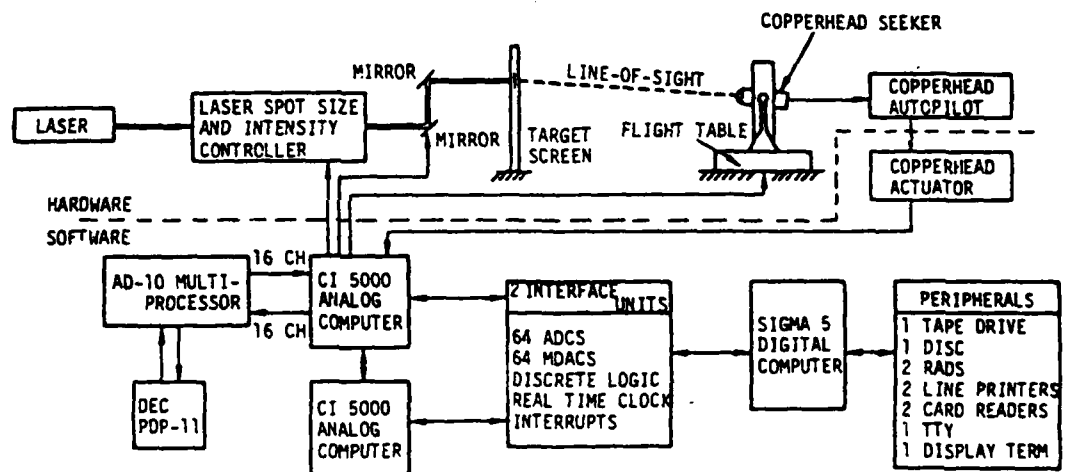 COPPERHEAD SEEKER
MIRROR
LINE-OF-SIGHT
LASER
LASER SPOT SIZE
AND INTENSITY
CONTROLLER
MIRROR
TARGET
SCREEN
FLIGHT TABLE
COPPERHEAD
AUTOPILOT
COPPERHEAD
ACTUATOR
HARDWARE
SOFTWARE
AD-10 MULTI-
PROCESSOR
16 CH
16 CH
CI 5000
ANALOG
COMPUTER
DEC
PDP-11
CI 5000
ANALOG
COMPUTER
2 INTERFACE
UNITS
64 ADCS
64 MDACS
DISCRETE LOGIC
REAL TIME CLOCK
INTERRUPTS
SIGMA 5
DIGITAL
COMPUTER
PERIPHERALS
1 TAPE DRIVE
1 DISC
2 RADS
2 LINE PRINTERS
2 CARD READERS
1 TTY
1 DISPLAY TERM